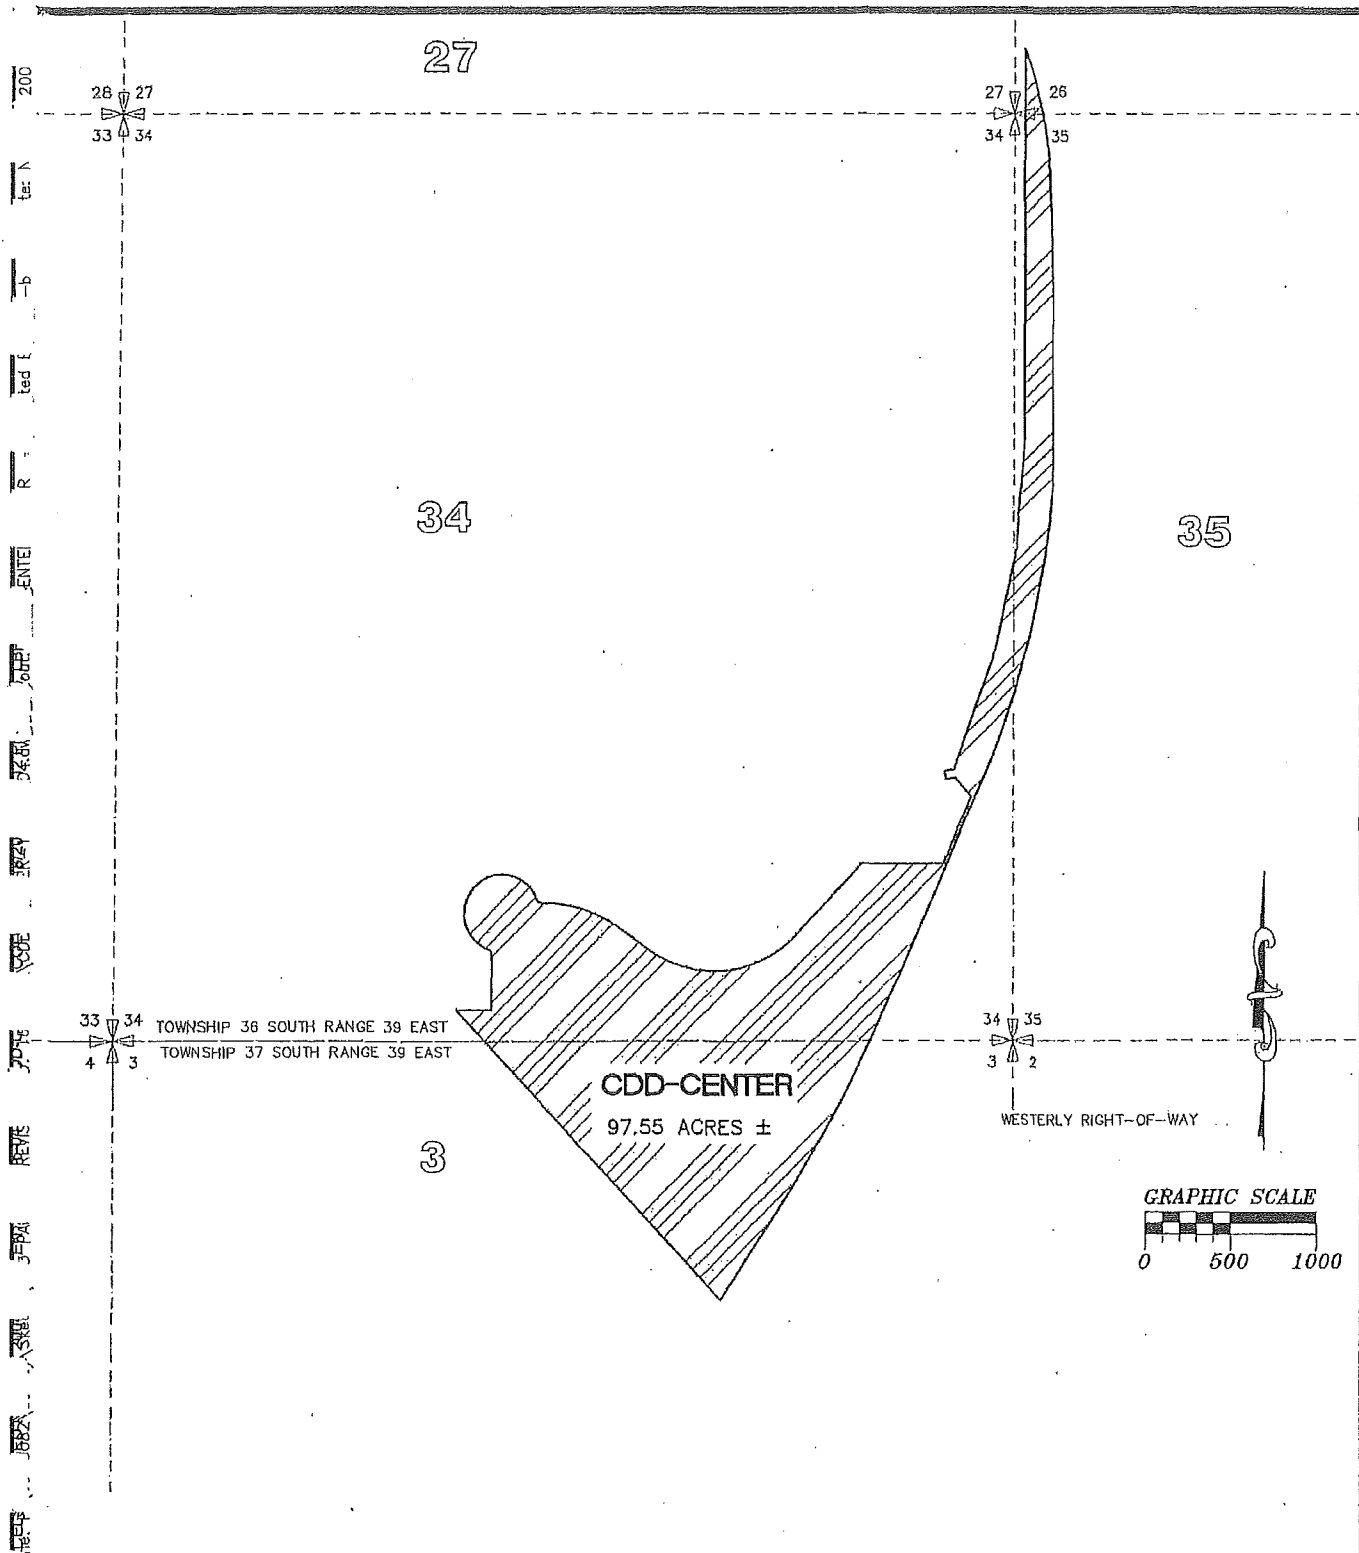 27
28 27
33 34
27 26
34 35
34
35
33 34
4 3
TOWNSHIP 36 SOUTH RANGE 39 EAST
TOWNSHIP 37 SOUTH RANGE 39 EAST
34 35
3 2
CDD-CENTER
97.55 ACRES ±
3
WESTERLY RIGHT-OF-WAY
GRAPHIC SCALE
0 500 1000
200